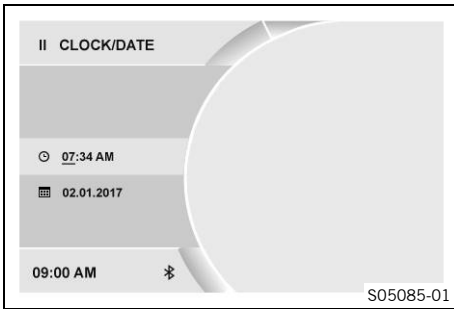 II CLOCK/DATE
07:34 AM
02.01.2017
09:00 AM
S05085-01